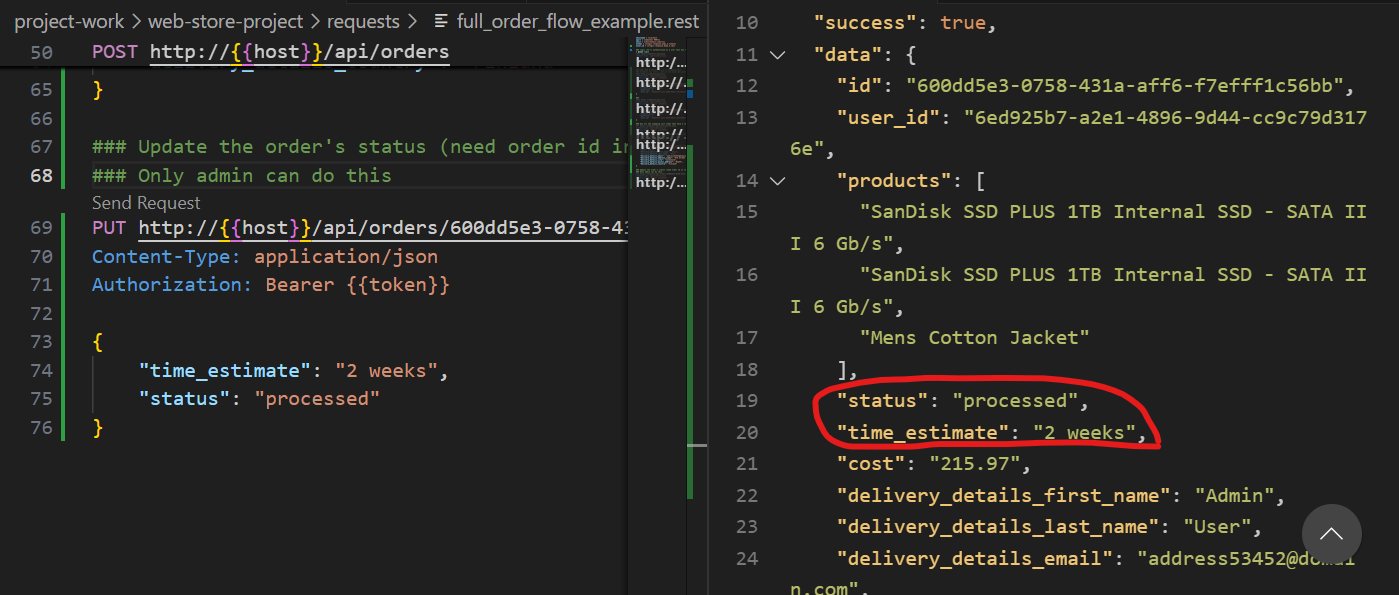 project-work > web-store-project > requests > full_order_flow_example.rest
50 POST http://{{host}}/api/orders
65 }
66
67 ### Update the order's status (need order id in
68 ### Only admin can do this
Send Request
69 PUT http://{{host}}/api/orders/600dd5e3-0758-43
70 Content-Type: application/json
71 Authorization: Bearer {{token}}
72
73 {
74 "time_estimate": "2 weeks",
75 "status": "processed"
76 }
http:/...
http://.
http://.
http://
http:/...
http:/...
10 "success": true,
11 "data": {
12 "id": "600dd5e3-0758-431a-aff6-f7efff1c56bb",
13 "user_id": "6ed925b7-a2e1-4896-9d44-cc9c79d317
6e",
14 "products": [
15 "SanDisk SSD PLUS 1TB Internal SSD - SATA II
I 6 Gb/s",
16 "SanDisk SSD PLUS 1TB Internal SSD - SATA II
I 6 Gb/s",
17 "Mens Cotton Jacket"
18 ],
19 "status": "processed",
20 "time_estimate": "2 weeks",
21 "cost": "215.97",
22 "delivery_details_first_name": "Admin",
23 "delivery_details_last_name": "User",
24 "delivery_details_email": "address53452@domai
n.com",